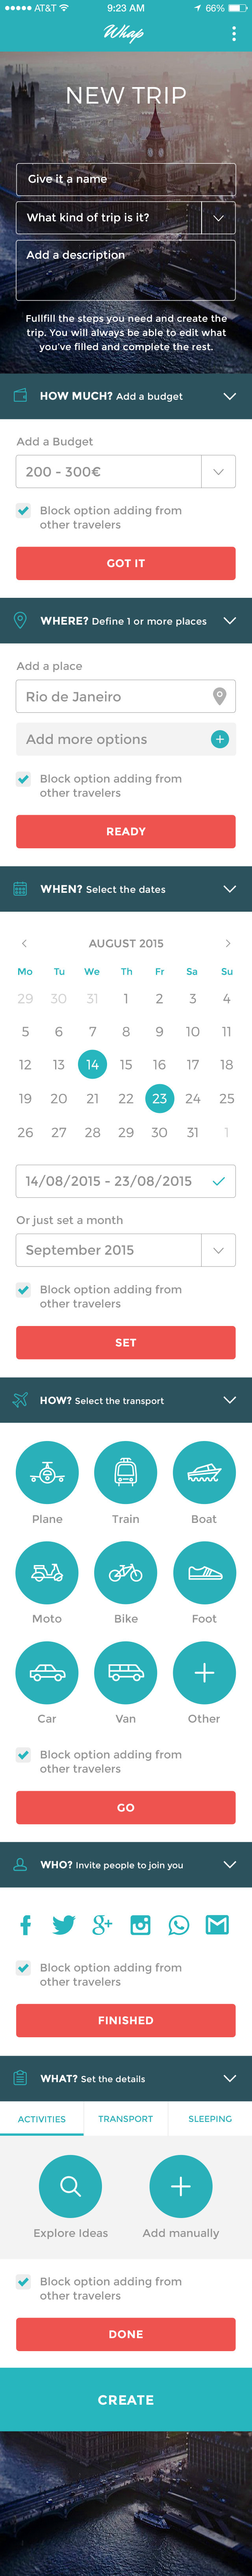 AT&T 9:23 AM 66%
Whap
NEW TRIP
Give it a name
What kind of trip is it?
Add a description
Fullfill the steps you need and create the
trip. You will always be able to edit what
you've filled and complete the rest.
HOW MUCH? Add a budget
Add a Budget
200 - 300€
Block option adding from
other travelers
GOT IT
WHERE? Define 1 or more places
Add a place
Rio de Janeiro
Add more options
Block option adding from
other travelers
READY
WHEN? Select the dates
AUGUST 2015
Mo Tu We Th Fr Sa Su
29 30 31 1 2 3 4
5 6 7 8 9 10 11
12 13 14 15 16 17 18
19 20 21 22 23 24 25
26 27 28 29 30 31 1
14/08/2015 - 23/08/2015
Or just set a month
September 2015
Block option adding from
other travelers
SET
HOW? Select the transport
Plane Train Boat
Moto Bike Foot
Car Van Other
Block option adding from
other travelers
GO
WHO? Invite people to join you
Block option adding from
other travelers
FINISHED
WHAT? Set the details
ACTIVITIES TRANSPORT SLEEPING
Explore Ideas Add manually
Block option adding from
other travelers
DONE
CREATE